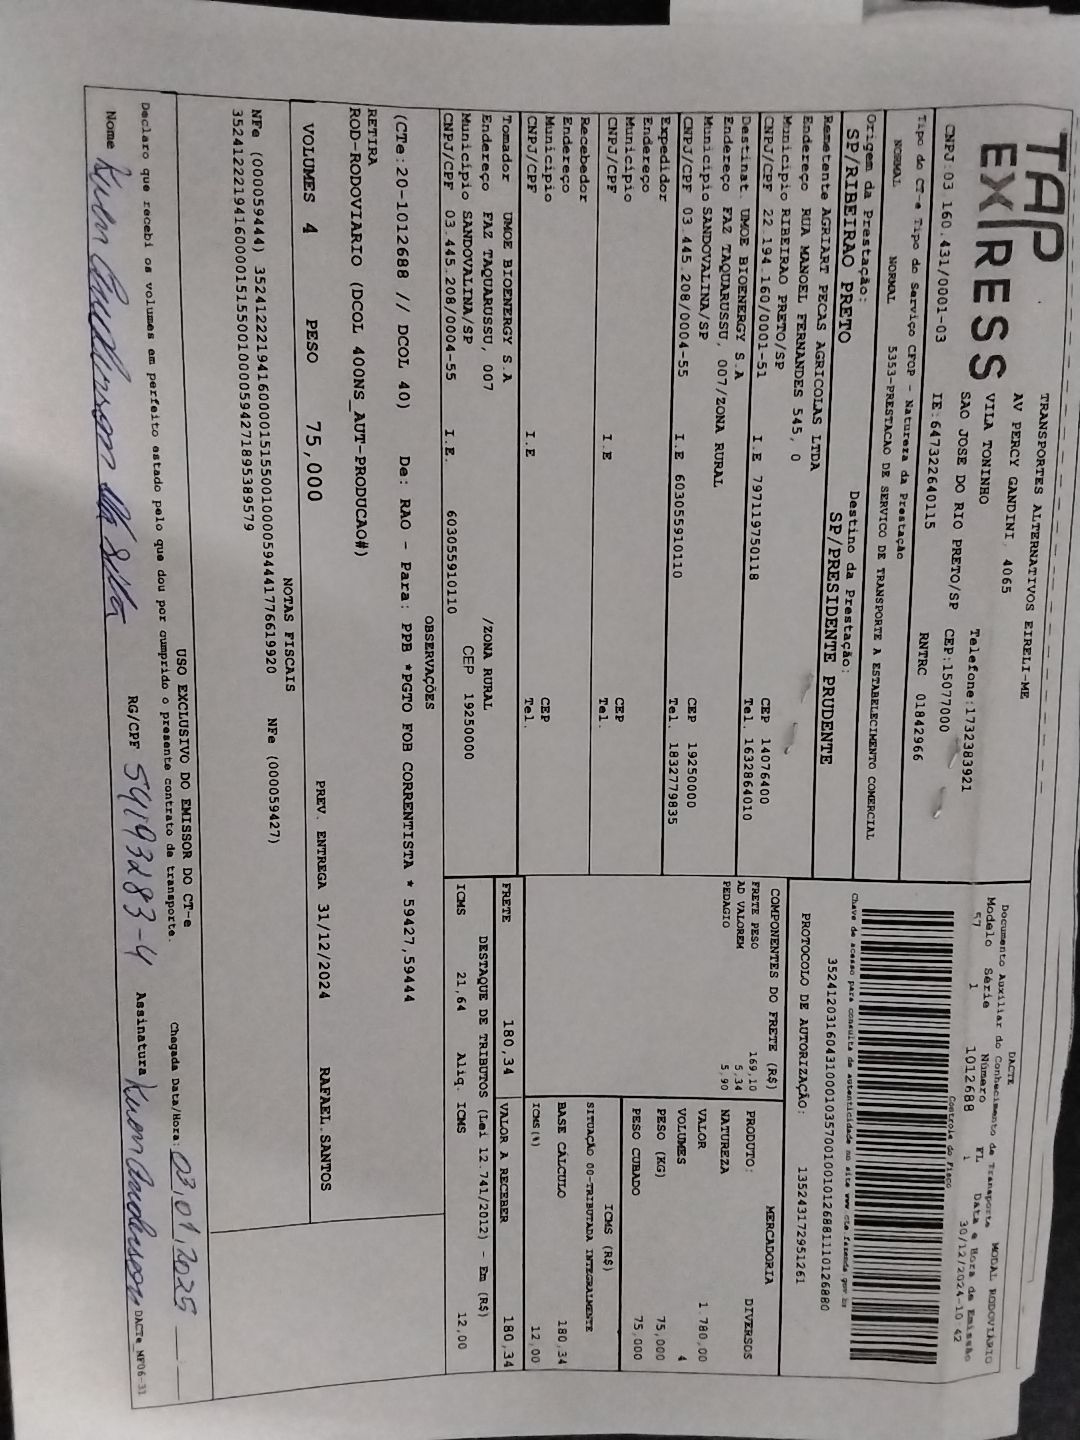 TAP
EXPRESS
TRANSPORTES ALTERNATIVOS EIRELI-ME
AV PERCY GANDINI, 4065
VILA TONINHO
SAO JOSE DO RIO PRETO/SP CEP:15077000
Telefone:1732383921
CNPJ:03.160.431/0001-03 IE:647322640115 RNTRC 01842966
Tipo do CT-e Tipo do Serviço CFOP - Natureza da Prestação
NORMAL NORMAL 5353-PRESTACAO DE SERVICO DE TRANSPORTE A ESTABELECIMENTO COMERCIAL
Origem da Prestação: Destino da Prestação:
SP/RIBEIRAO PRETO SP/PRESIDENTE PRUDENTE
Remetente AGRIART PECAS AGRICOLAS LTDA
Endereço RUA MANOEL FERNANDES 545, 0
Município RIBEIRAO PRETO/SP CEP 14076400
CNPJ/CPF 22.194.160/0001-51 I.E 797119750118 Tel. 1632864010
Destinat. UMOE BIOENERGY S.A
Endereço FAZ TAQUARUSSU, 007/ZONA RURAL
Município SANDOVALINA/SP CEP 19250000
CNPJ/CPF 03.445.208/0004-55 I.E 603055910110 Tel. 1832779835
Expedidor
Endereço
Município CEP
CNPJ/CPF I.E Tel.
Recebedor
Endereço
Município CEP
CNPJ/CPF I.E Tel.
Tomador UMOE BIOENERGY S.A
Endereço FAZ TAQUARUSSU, 007 /ZONA RURAL
Município SANDOVALINA/SP CEP 19250000
CNPJ/CPF 03.445.208/0004-55 I.E. 603055910110
DACTE MODAL RODOVIÁRIO
Documento Auxiliar do Conhecimento de Transporte
Modelo Série Número FL Data e Hora de Emissão
57 1 1012688 1 30/12/2024-10:42
Controle do Fisco
Chave de acesso para consulta de autenticidade no site www.cte.fazenda.gov.br
35241203160431000103570010010126881110126880
PROTOCOLO DE AUTORIZAÇÃO: 135243172951261
COMPONENTES DO FRETE (R$)
FRETE PESO 169,10
AD VALOREM 5,34
PEDAGIO 5,90
MERCADORIA
PRODUTO: DIVERSOS
NATUREZA
VALOR 1.780,00
VOLUMES 4
PESO (KG) 75,000
PESO CUBADO 75,000
ICMS (R$)
SITUAÇÃO 00-TRIBUTADA INTEGRALMENTE
BASE CÁLCULO 180,34
ICMS(%) 12,00
FRETE 180,34 VALOR A RECEBER 180,34
DESTAQUE DE TRIBUTOS (Lei 12.741/2012) - Em (R$)
ICMS 21,64 Aliq. ICMS 12,00
OBSERVAÇÕES
(CTe:20-1012688 // DCOL 40) De: RAO - Para: PPB *PGTO FOB CORRENTISTA * 59427,59444
RETIRA
ROD-RODOVIARIO (DCOL 400NS_AUT-PRODUCAO#)
VOLUMES 4 PESO 75,000 PREV. ENTREGA 31/12/2024 RAFAEL.SANTOS
NOTAS FISCAIS
NFe (000059444) 35241222194160000151550010000594441776619920 NFe (000059427)
35241222194160000151550010000594271895389579
USO EXCLUSIVO DO EMISSOR DO CT-e
Declaro que recebi os volumes em perfeito estado pelo que dou por cumprido o presente contrato de transporte. Chegada Data/Hora: 03,01,2025
Nome RG/CPF 54193283-4 Assinatura
DACTe_NF06-31